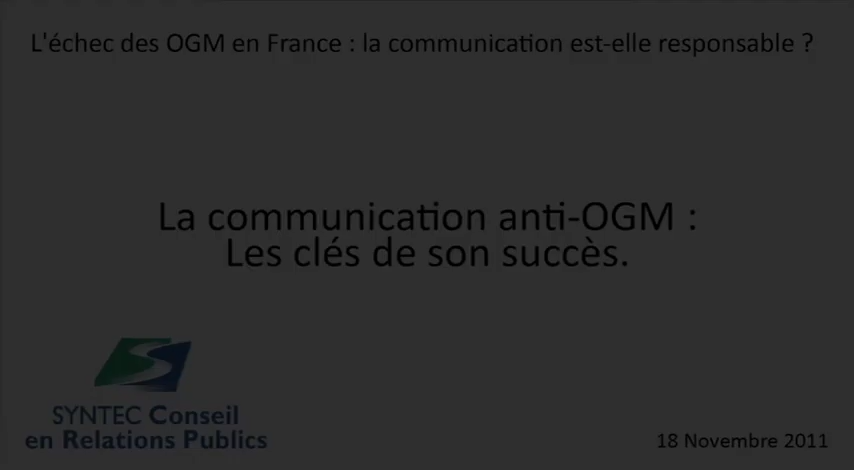 L'échec des OGM en France : la communication est-elle responsable ?
La communication anti-OGM :
Les clés de son succès.
SYNTEC Conseil
en Relations Publics
18 Novembre 2011